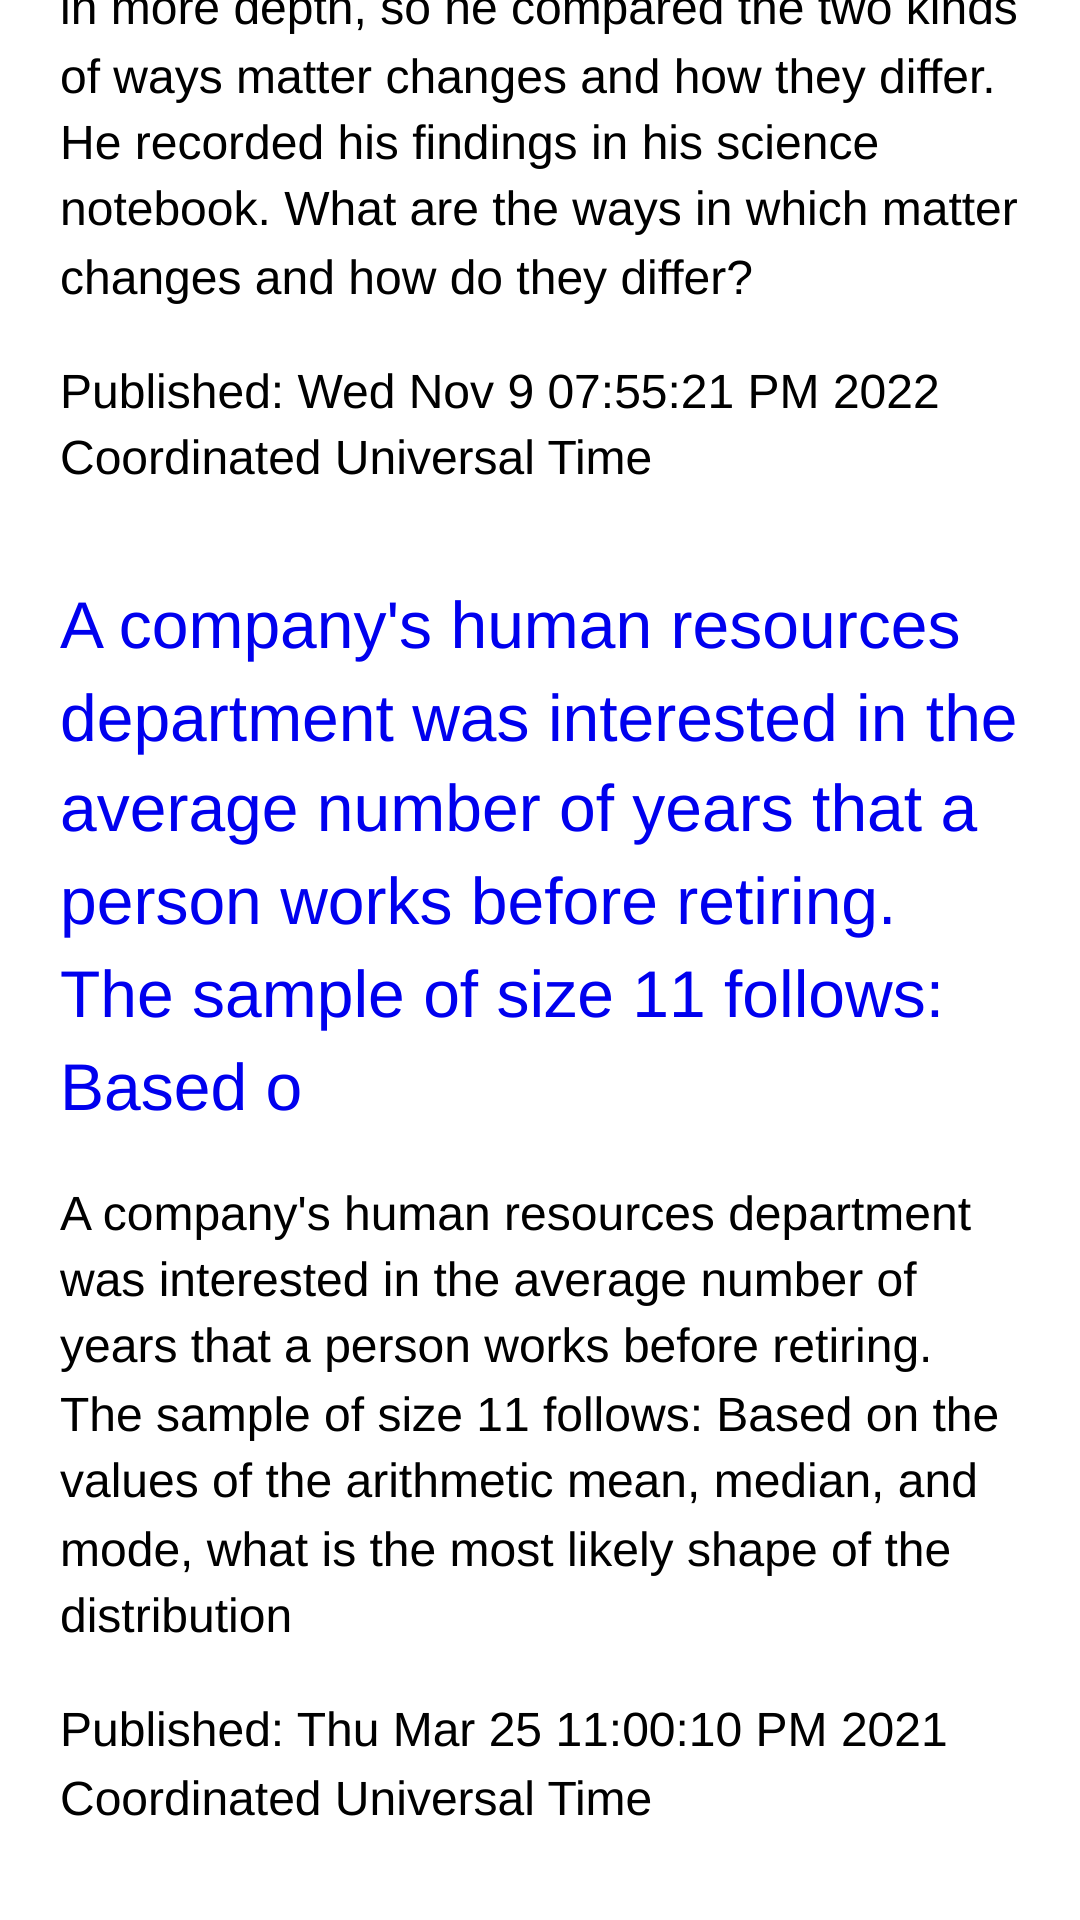 in more depth, so he compared the two kinds
of ways matter changes and how they differ.
He recorded his findings in his science
notebook. What are the ways in which matter
changes and how do they differ?
Published: Wed Nov 9 07:55:21 PM 2022
Coordinated Universal Time
A company's human resources
department was interested in the
average number of years that a
person works before retiring.
The sample of size 11 follows:
Based o
A company's human resources department
was interested in the average number of
years that a person works before retiring.
The sample of size 11 follows: Based on the
values of the arithmetic mean, median, and
mode, what is the most likely shape of the
distribution
Published: Thu Mar 25 11:00:10 PM 2021
Coordinated Universal Time